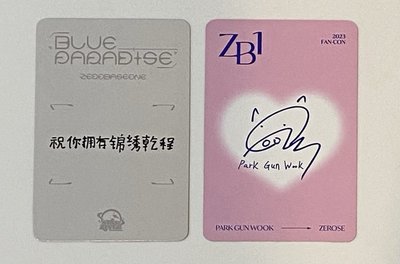 BLUE
PARADISE
ZEROBASEONE
祝你拥有锦绣乾程
ZB1
2023
FAN-CON
Park Gun Wook
PARK GUN WOOK → ZEROSE